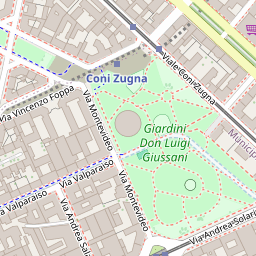 Coni Zugna
Viale Coni Zugna
Via Vincenzo Foppa
Via Montevideo
Giardini
Don Luigi
Giussani
Municip
Via Valparaiso
Via Valparaiso
Via Andrea Sola
Via Montevideo
Via Andrea Solari